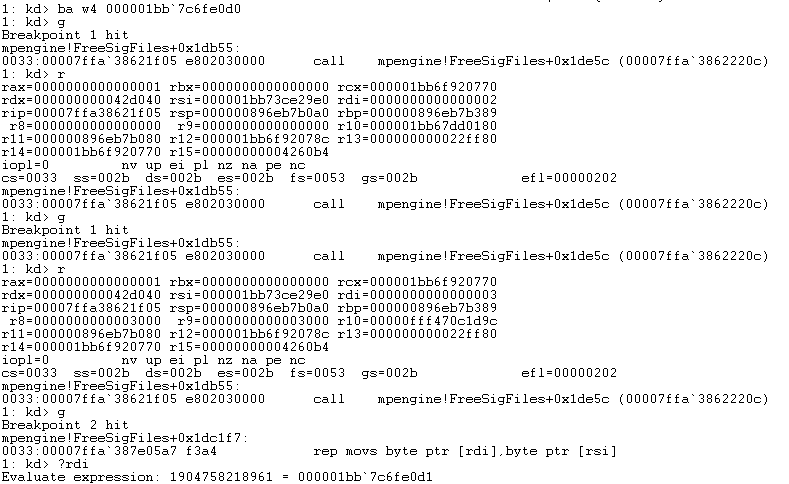 1: kd> ba w4 000001bb`7c6fe0d0
1: kd> g
Breakpoint 1 hit
mpengine!FreeSigFiles+0x1db55:
0033:00007ffa`38621f05 e802030000      call    mpengine!FreeSigFiles+0x1de5c (00007ffa`3862220c)
1: kd> r
rax=0000000000000001 rbx=0000000000000000 rcx=000001bb6f920770
rdx=000000000042d040 rsi=000001bb73ce29e0 rdi=0000000000000002
rip=00007ffa38621f05 rsp=000000896eb7b0a0 rbp=000000896eb7b389
 r8=0000000000000000  r9=0000000000000000 r10=000001bb67dd0180
r11=000000896eb7b080 r12=000001bb6f92078c r13=000000000022ff80
r14=000001bb6f920770 r15=00000000004260b4
iopl=0         nv up ei pl nz na pe nc
cs=0033  ss=002b  ds=002b  es=002b  fs=0053  gs=002b             efl=00000202
mpengine!FreeSigFiles+0x1db55:
0033:00007ffa`38621f05 e802030000      call    mpengine!FreeSigFiles+0x1de5c (00007ffa`3862220c)
1: kd> g
Breakpoint 1 hit
mpengine!FreeSigFiles+0x1db55:
0033:00007ffa`38621f05 e802030000      call    mpengine!FreeSigFiles+0x1de5c (00007ffa`3862220c)
1: kd> r
rax=0000000000000001 rbx=0000000000000000 rcx=000001bb6f920770
rdx=000000000042d040 rsi=000001bb73ce29e0 rdi=0000000000000003
rip=00007ffa38621f05 rsp=000000896eb7b0a0 rbp=000000896eb7b389
 r8=0000000000003000  r9=0000000000003000 r10=00000fff470c1d9c
r11=000000896eb7b080 r12=000001bb6f92078c r13=000000000022ff80
r14=000001bb6f920770 r15=00000000004260b4
iopl=0         nv up ei pl nz na pe nc
cs=0033  ss=002b  ds=002b  es=002b  fs=0053  gs=002b             efl=00000202
mpengine!FreeSigFiles+0x1db55:
0033:00007ffa`38621f05 e802030000      call    mpengine!FreeSigFiles+0x1de5c (00007ffa`3862220c)
1: kd> g
Breakpoint 2 hit
mpengine!FreeSigFiles+0x1dc1f7:
0033:00007ffa`387e05a7 f3a4            rep movs byte ptr [rdi],byte ptr [rsi]
1: kd> ?rdi
Evaluate expression: 1904758218961 = 000001bb`7c6fe0d1